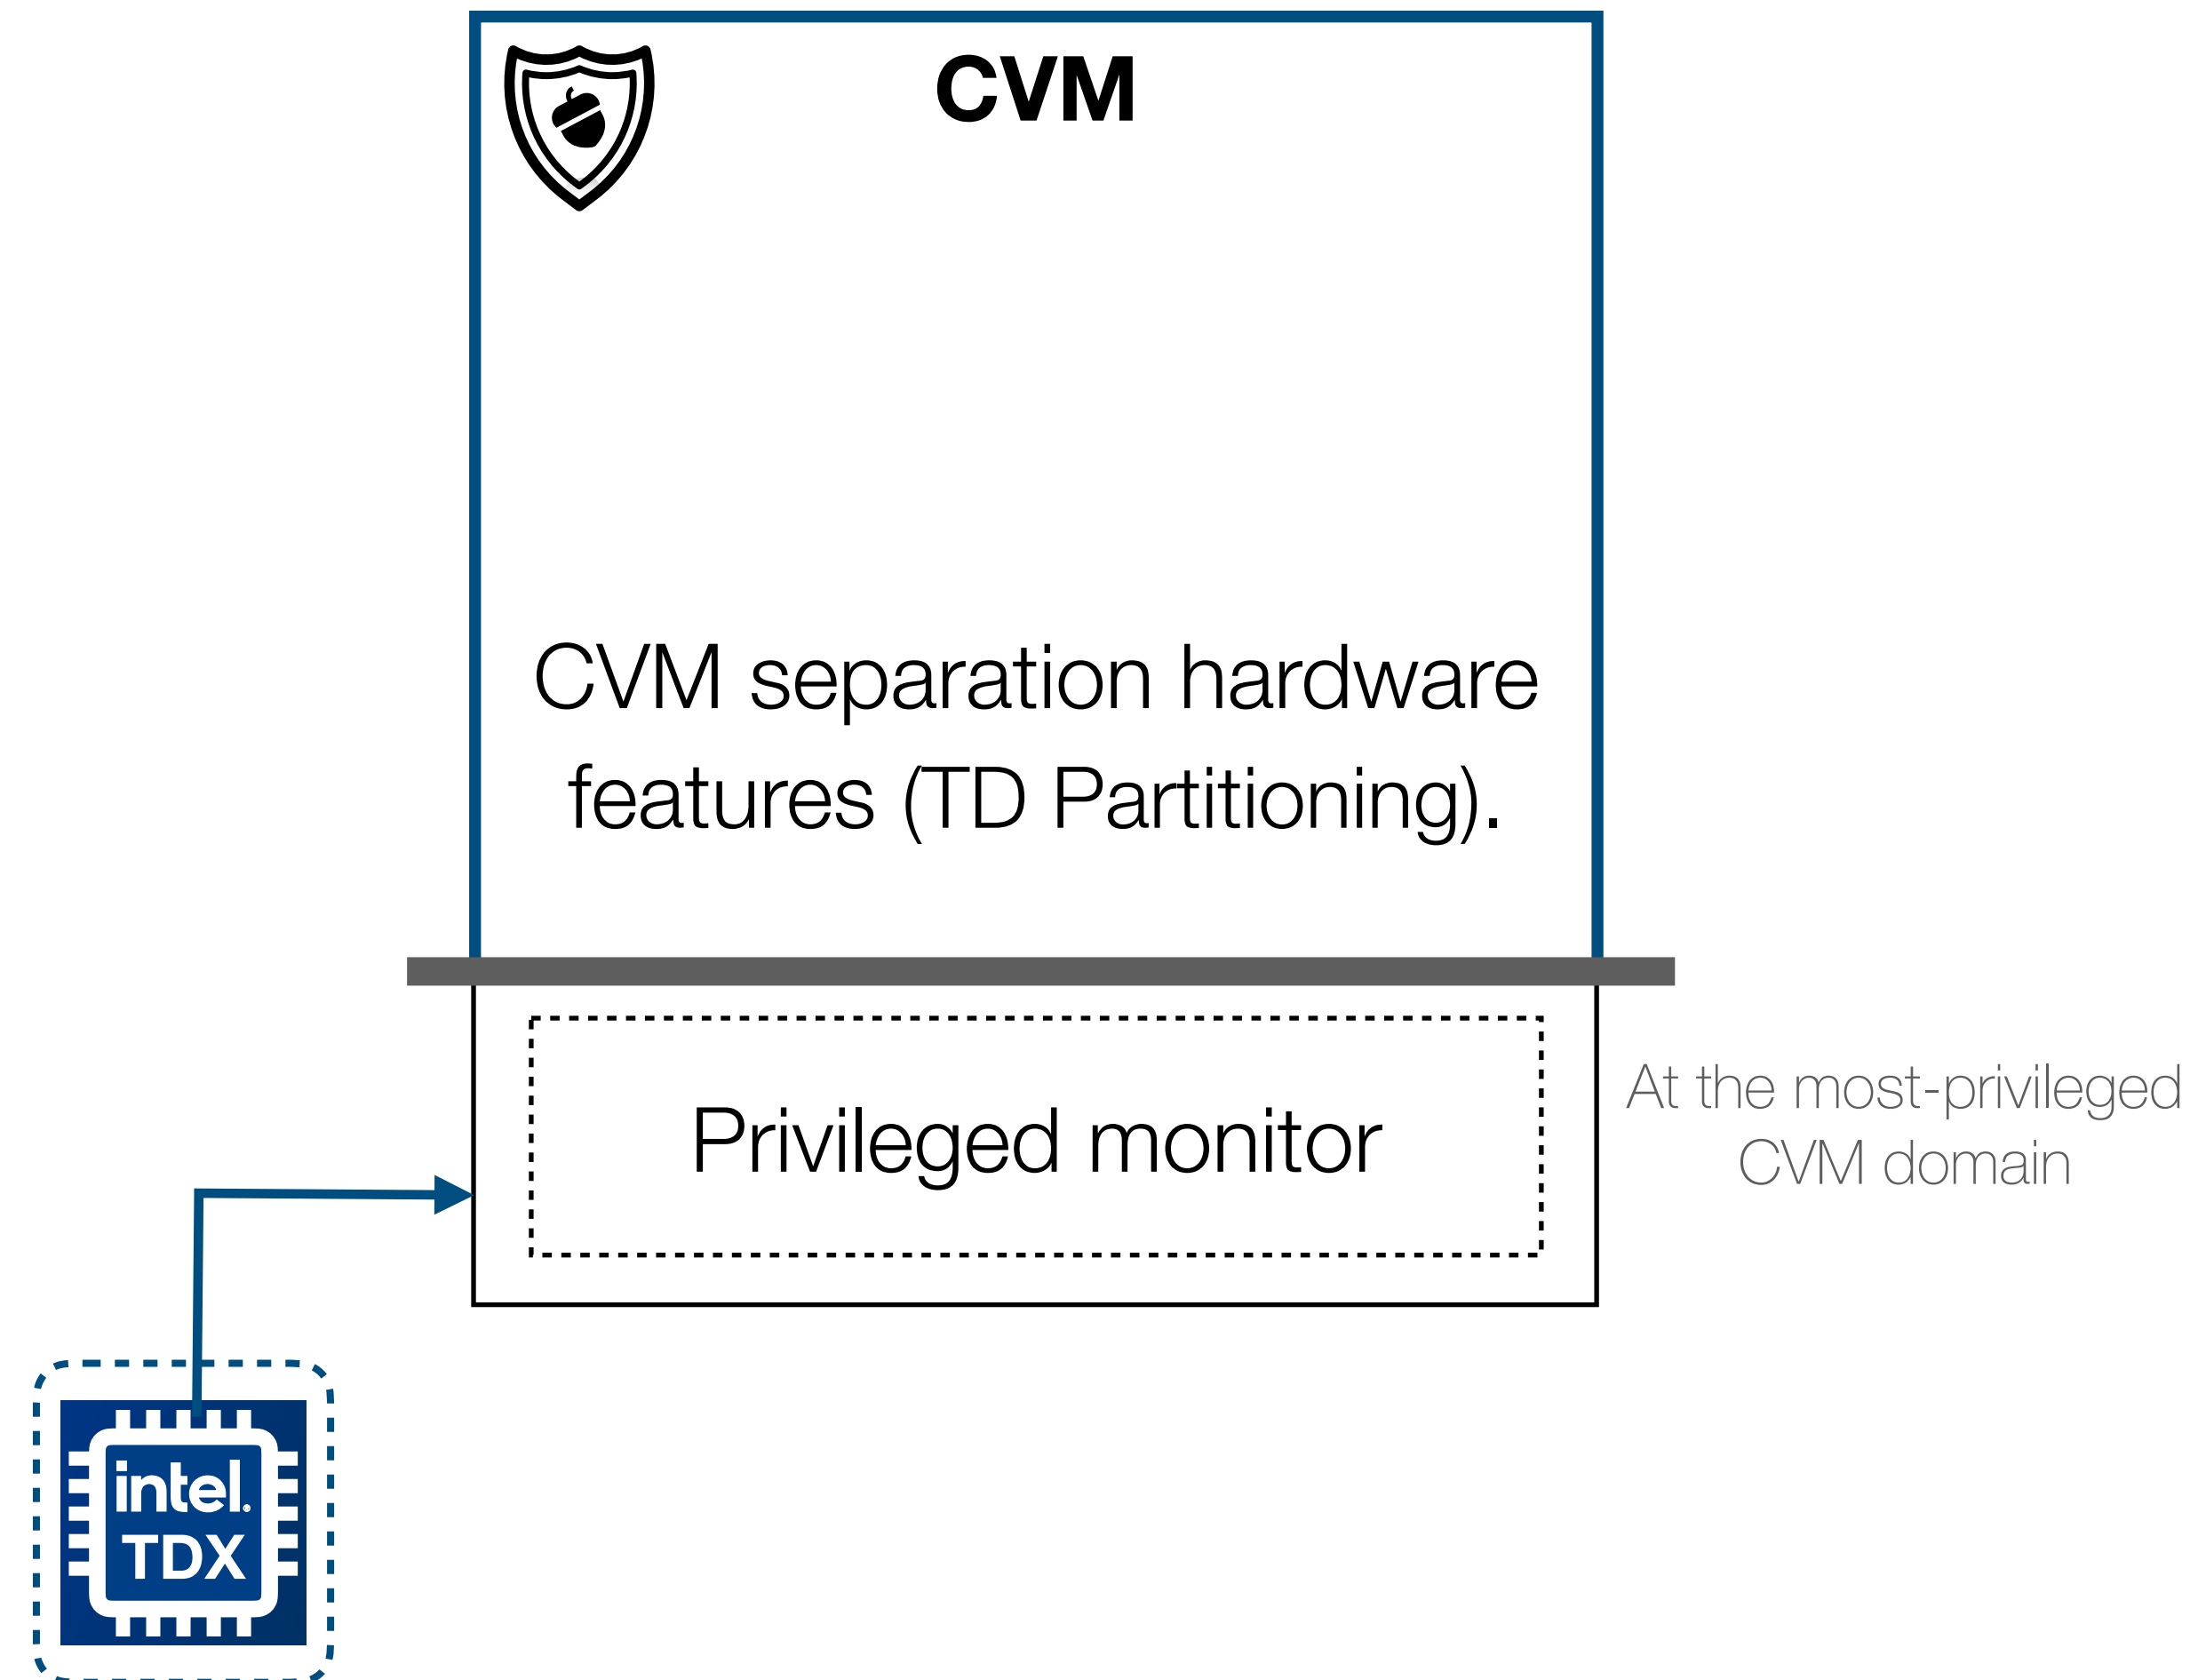 CVM
CVM separation hardware
features (TD Partitioning).
Privileged monitor
At the most-privileged
CVM domain
intel.
TDX